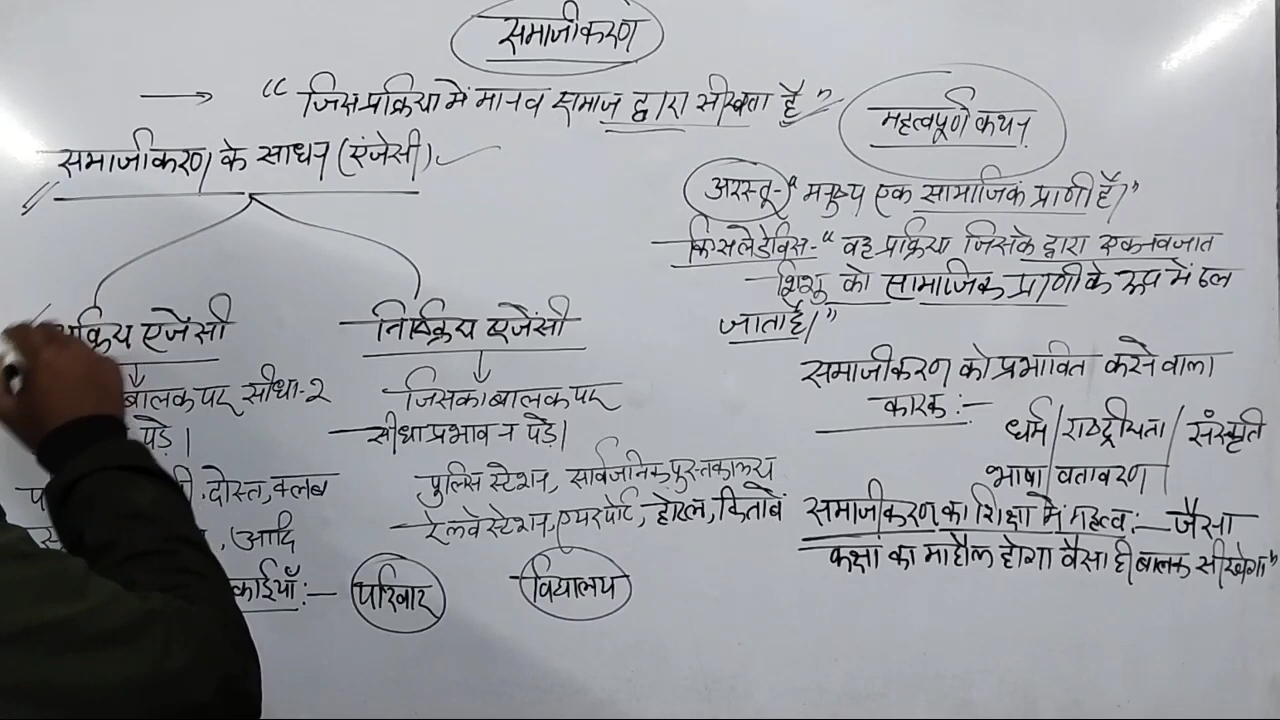 समाजीकरण
→ “जिस प्रक्रिया में मानव समाज द्वारा सीखता है”
समाजीकरण के साधन (एंजेसी)
एजेंसी
बालक पर सीधा-२
पड़े।
दोस्त, क्लब
, आदि
निष्क्रिय एजेंसी
जिसका बालक पर
सीधा प्रभाव न पड़े।
पुलिस स्टेशन, सार्वजनिक पुस्तकालय
रेलवे स्टेशन, एयरपोर्ट, होटल, किताबें
काईयाँ:— परिवार विद्यालय
महत्वपूर्ण कथन
अरस्तू-“मनुष्य एक सामाजिक प्राणी है।”
किंग्सलेडेविस-“वह प्रक्रिया जिसके द्वारा एक नवजात
शिशु को सामाजिक प्राणी के रूप में ढल
जाता है।”
समाजीकरण को प्रभावित करने वाला
कारक:—
धर्म/राष्ट्रीयता/संस्कृति
भाषा/वतावरण/
समाजीकरण का शिक्षा में महत्व:— जैसा
कक्षा का माहौल होगा वैसा ही बालक सीखेगा”